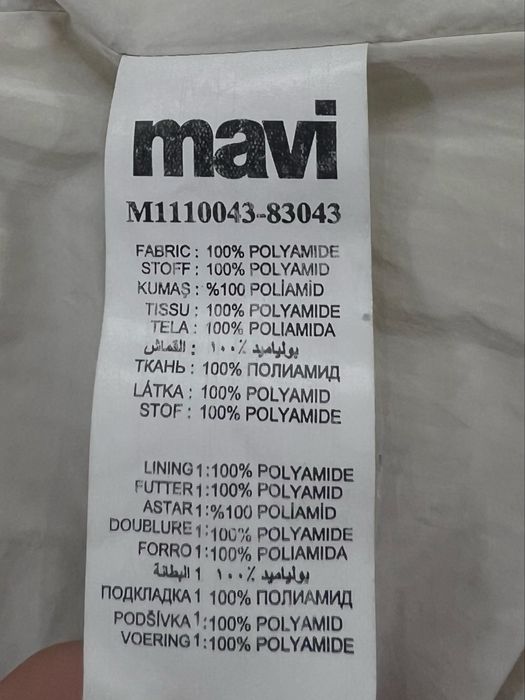 mavi
M1110043-83043
FABRIC : 100% POLYAMIDE
STOFF : 100% POLYAMID
KUMAŞ : %100 POLİAMİD
TISSU : 100% POLYAMIDE
TELA : 100% POLIAMIDA
القماش : ١٠٠٪ بولياميد
ТКАНЬ : 100% ПОЛИАМИД
LÁTKA : 100% POLYAMID
STOF : 100% POLYAMIDE
LINING 1 : 100% POLYAMIDE
FUTTER 1 : 100% POLYAMID
ASTAR 1 : %100 POLİAMİD
DOUBLURE 1 : 100% POLYAMIDE
FORRO 1 : 100% POLIAMIDA
البطانة 1 ١٠٠٪ بولياميد
ПОДКЛАДКА 1 100% ПОЛИАМИД
PODŠÍVKA 1 : 100% POLYAMID
VOERING 1 : 100% POLYAMIDE